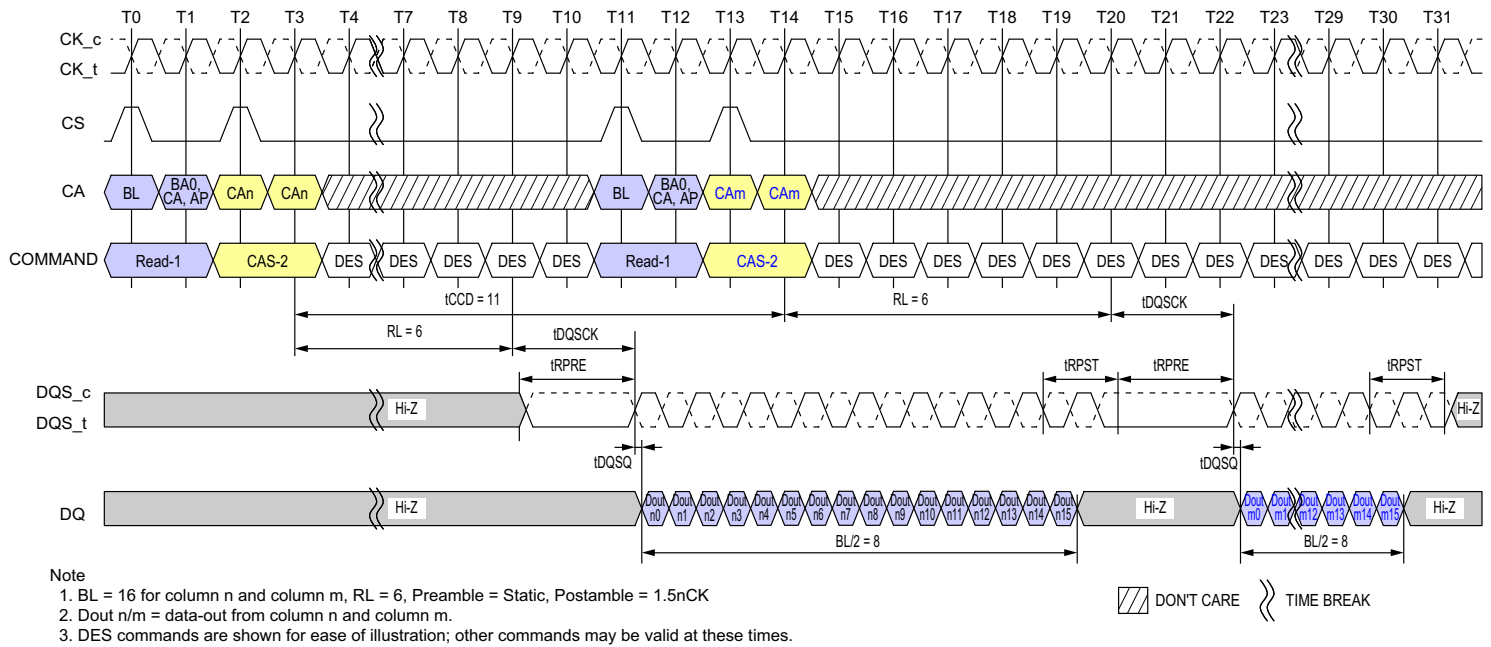 T0 T1 T2 T3 T4 T7 T8 T9 T10 T11 T12 T13 T14 T15 T16 T17 T18 T19 T20 T21 T22 T23 T29 T30 T31
CK_c
CK_t
CS
CA BL BA0, CA, AP CAn CAn BL BA0, CA, AP CAm CAm
COMMAND Read-1 CAS-2 DES DES DES DES DES Read-1 CAS-2 DES DES DES DES DES DES DES DES DES DES DES DES
tCCD = 11 RL = 6 tDQSCK
RL = 6 tDQSCK
tRPRE tRPST tRPRE tRPST
DQS_c
DQS_t
Hi-Z Hi-Z
tDQSQ tDQSQ
DQ Hi-Z Dout n0 Dout n1 Dout n2 Dout n3 Dout n4 Dout n5 Dout n6 Dout n7 Dout n8 Dout n9 Dout n10 Dout n11 Dout n12 Dout n13 Dout n14 Dout n15 Hi-Z Dout m0 Dout m1 Dout m12 Dout m13 Dout m14 Dout m15 Hi-Z
BL/2 = 8 BL/2 = 8
Note
1. BL = 16 for column n and column m, RL = 6, Preamble = Static, Postamble = 1.5nCK
2. Dout n/m = data-out from column n and column m.
3. DES commands are shown for ease of illustration; other commands may be valid at these times.
DON'T CARE TIME BREAK